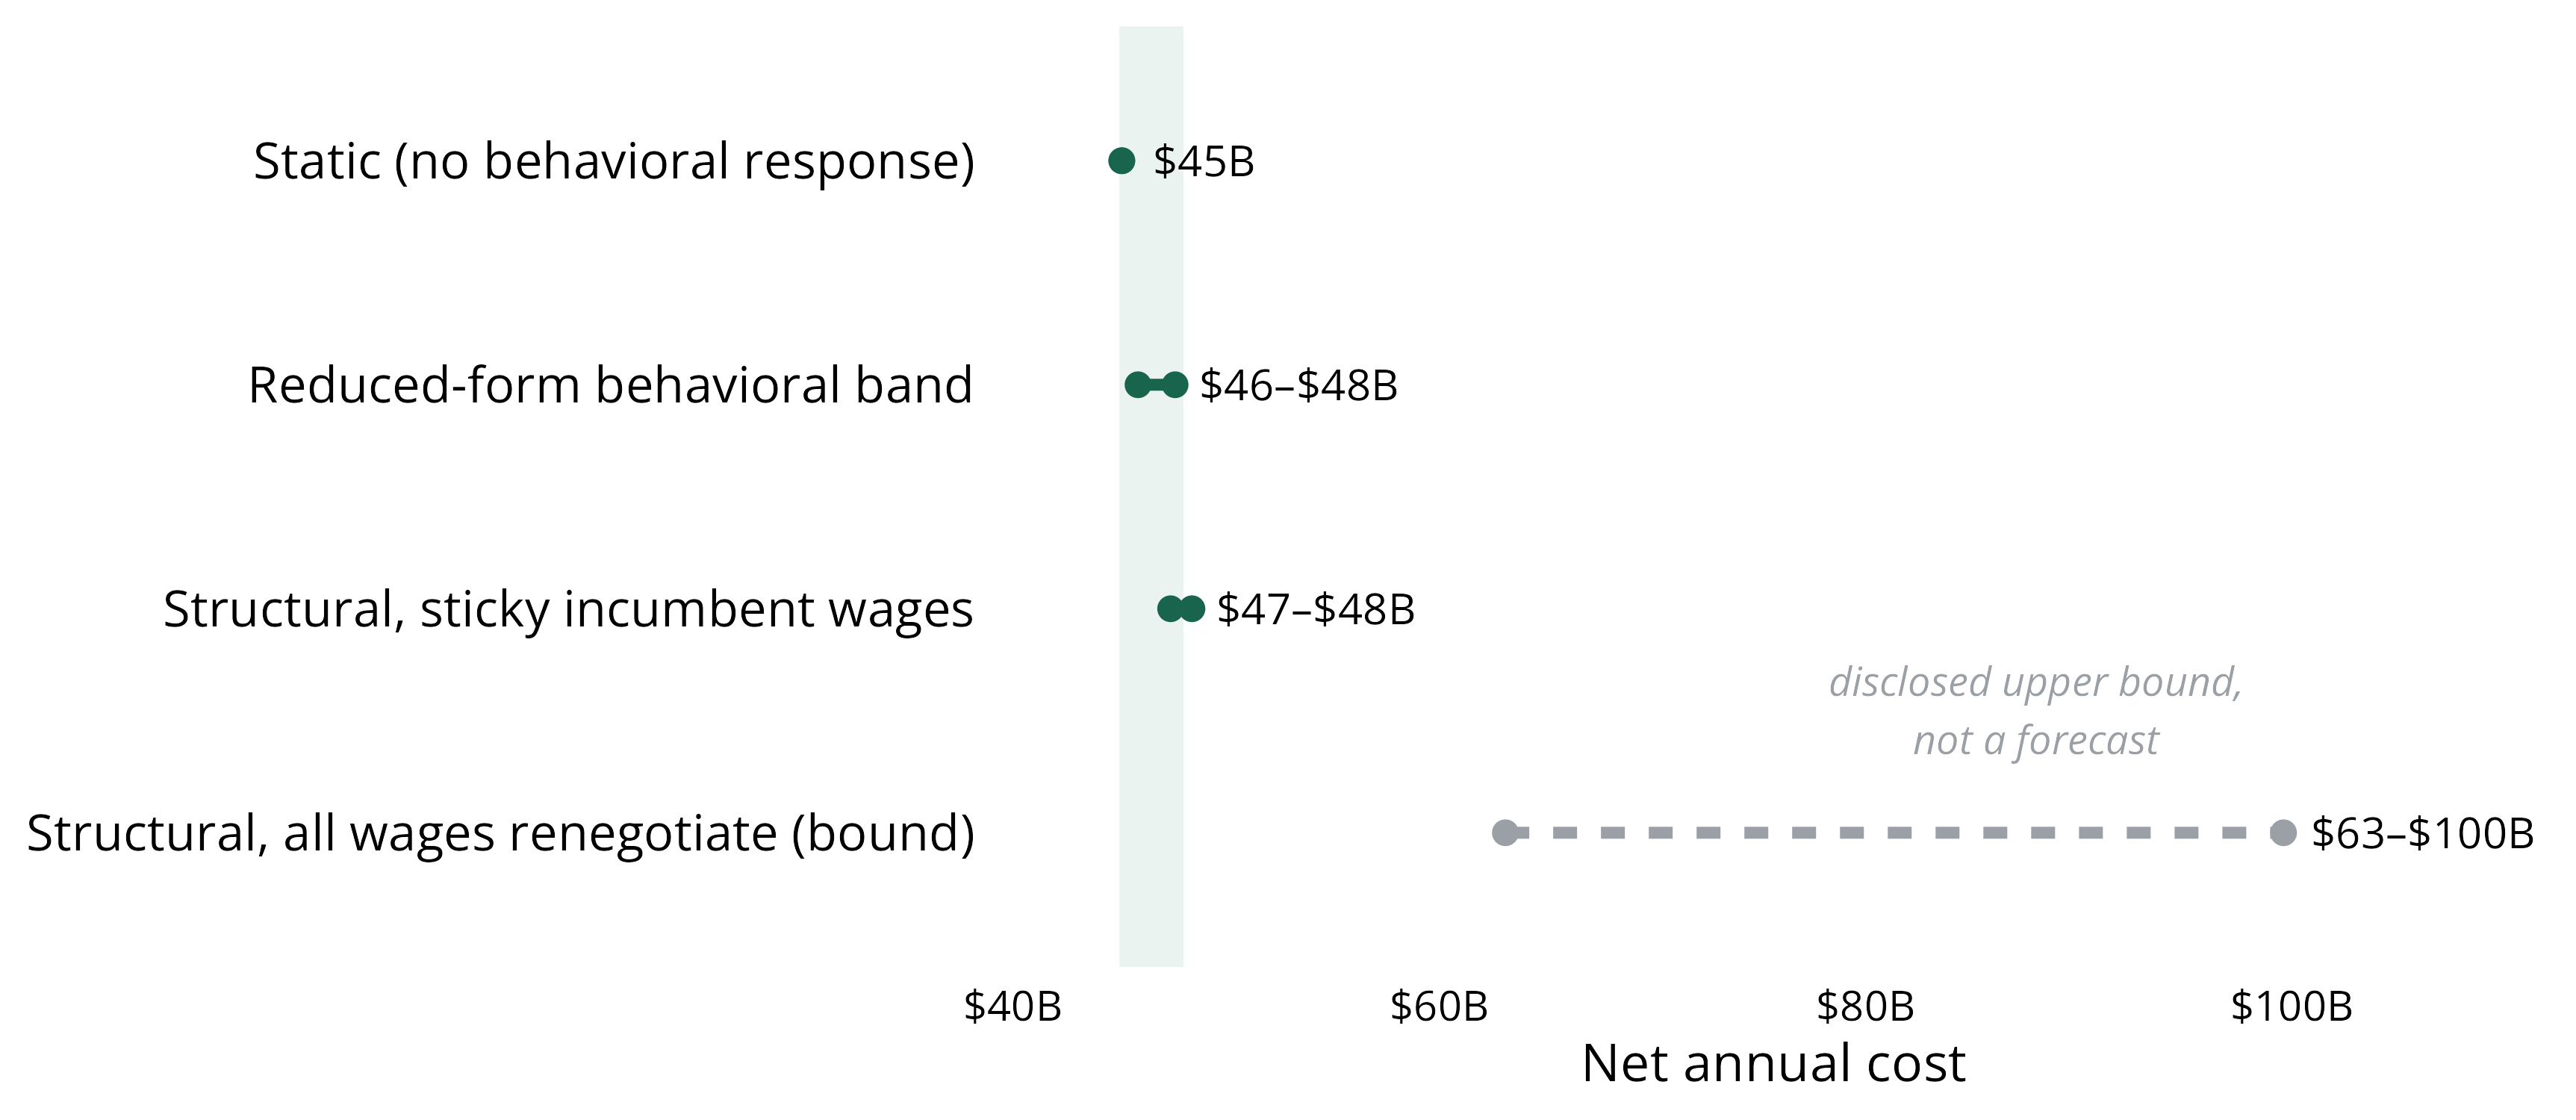 Static (no behavioral response)
$45B
Reduced-form behavioral band
$46–$48B
Structural, sticky incumbent wages
$47–$48B
disclosed upper bound,
not a forecast
Structural, all wages renegotiate (bound)
$63–$100B
$40B
$60B
$80B
$100B
Net annual cost